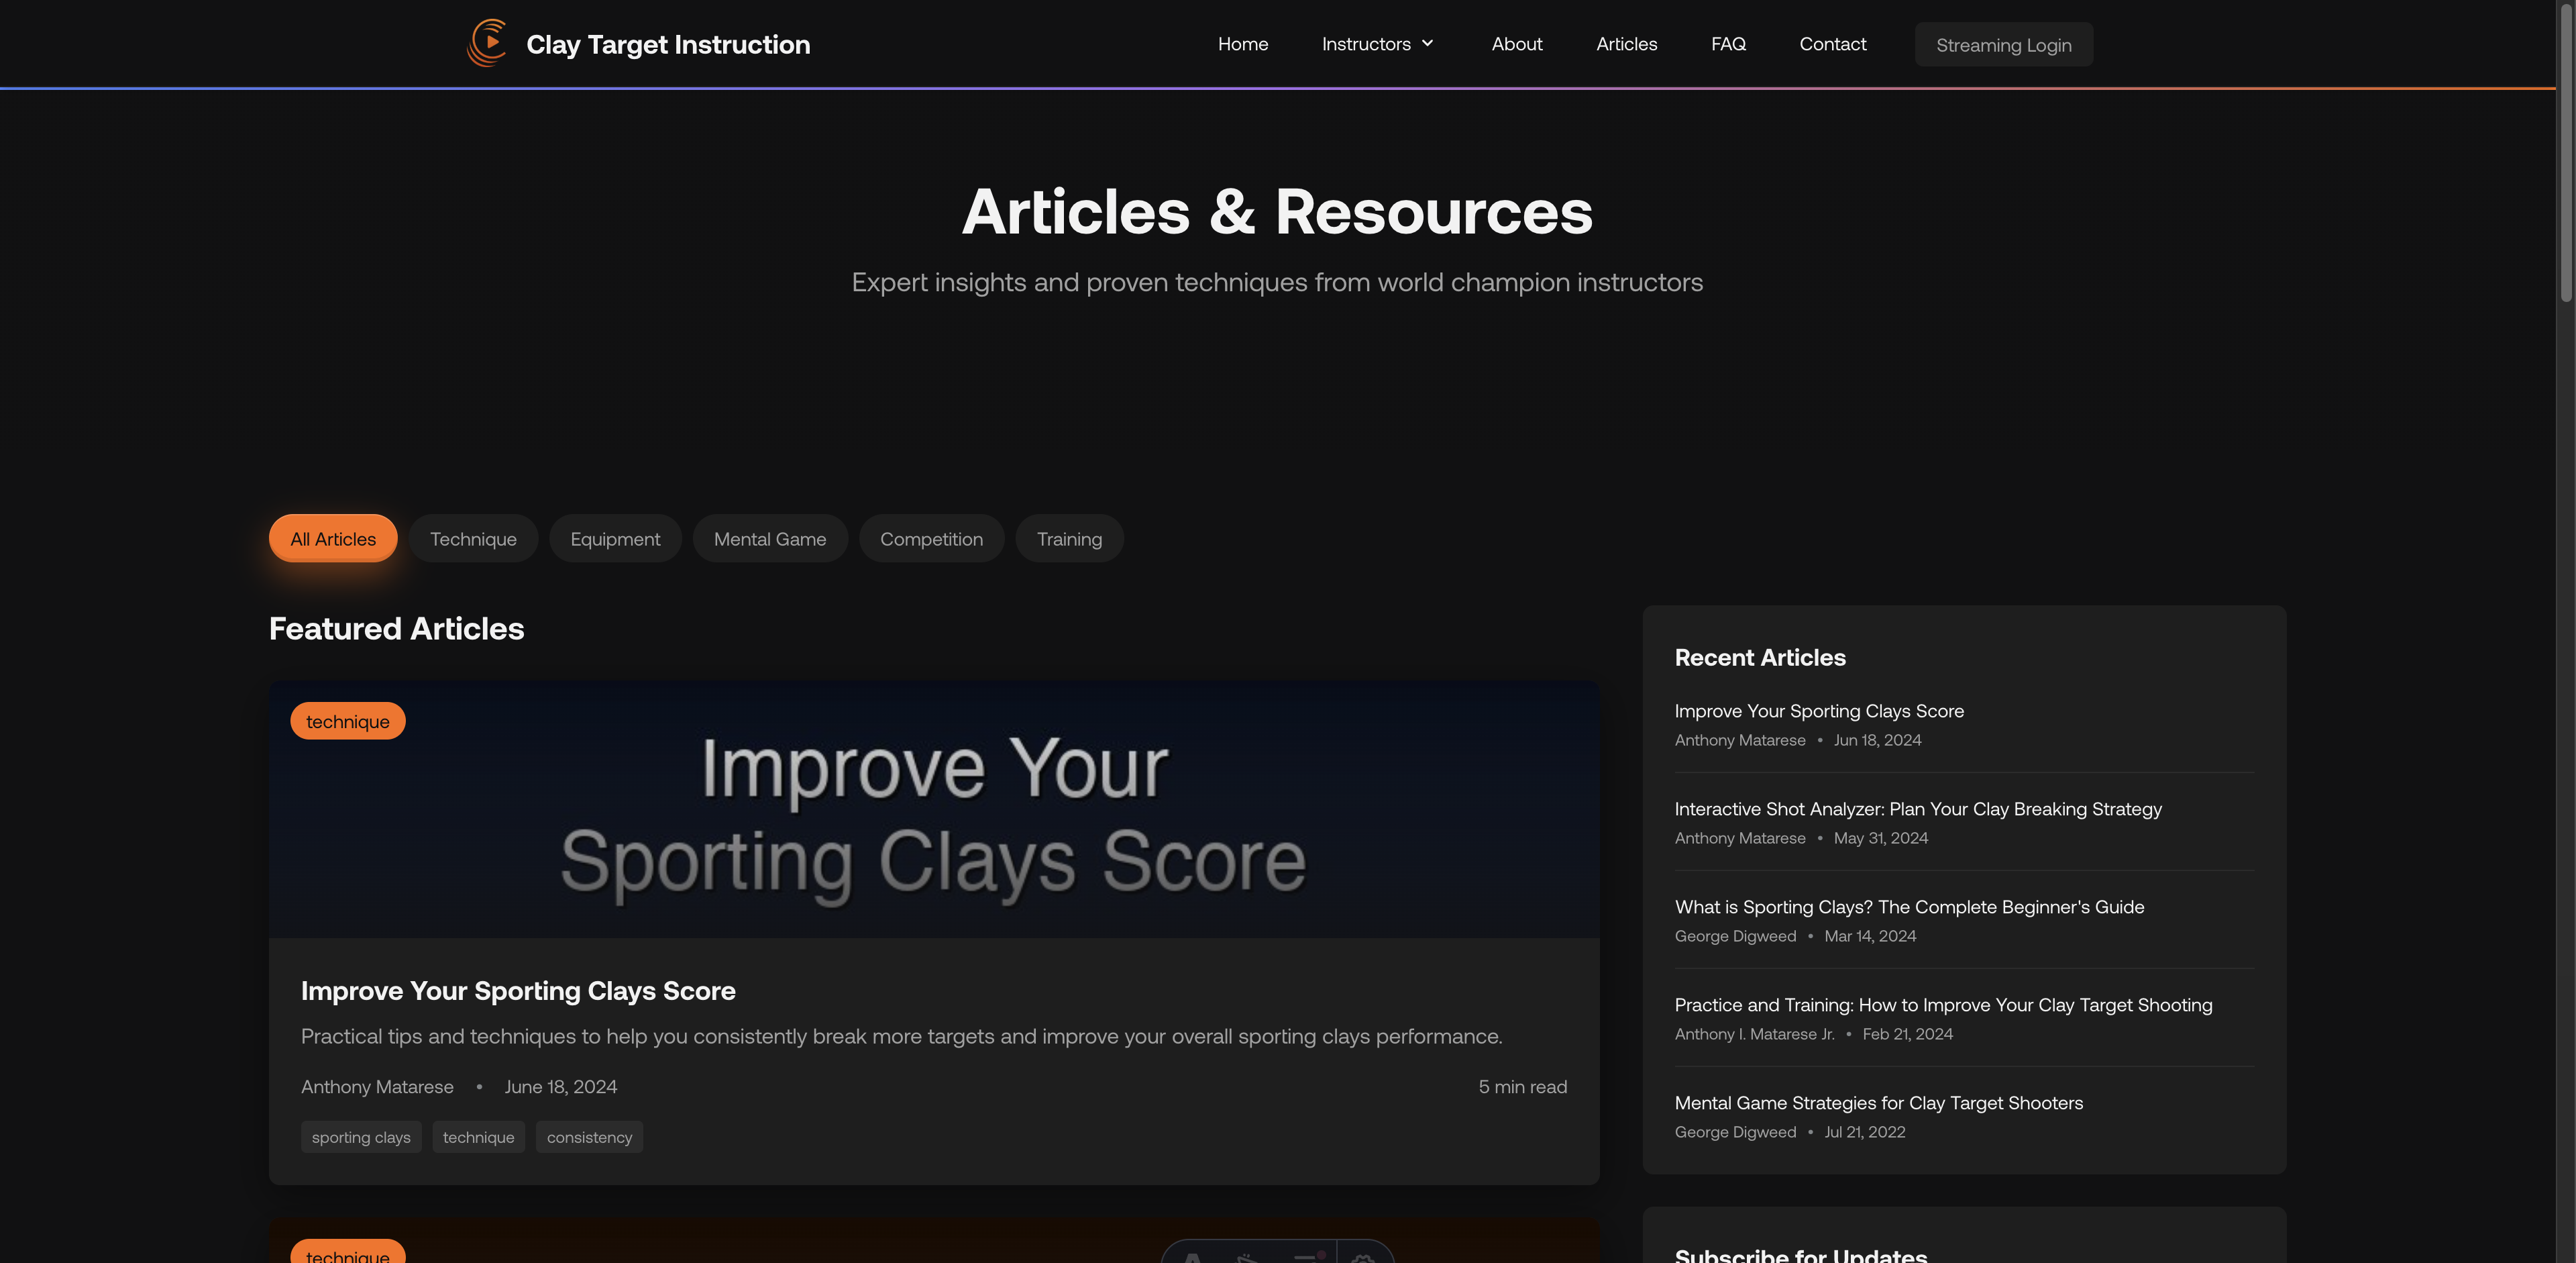 Clay Target Instruction
Home
Instructors
About
Articles
FAQ
Contact
Streaming Login
Articles & Resources
Expert insights and proven techniques from world champion instructors
All Articles
Technique
Equipment
Mental Game
Competition
Training
Featured Articles
technique
Improve Your
Sporting Clays Score
Improve Your Sporting Clays Score
Practical tips and techniques to help you consistently break more targets and improve your overall sporting clays performance.
Anthony Matarese • June 18, 2024
5 min read
sporting clays
technique
consistency
technique
Recent Articles
Improve Your Sporting Clays Score
Anthony Matarese • Jun 18, 2024
Interactive Shot Analyzer: Plan Your Clay Breaking Strategy
Anthony Matarese • May 31, 2024
What is Sporting Clays? The Complete Beginner's Guide
George Digweed • Mar 14, 2024
Practice and Training: How to Improve Your Clay Target Shooting
Anthony I. Matarese Jr. • Feb 21, 2024
Mental Game Strategies for Clay Target Shooters
George Digweed • Jul 21, 2022
Subscribe for Updates